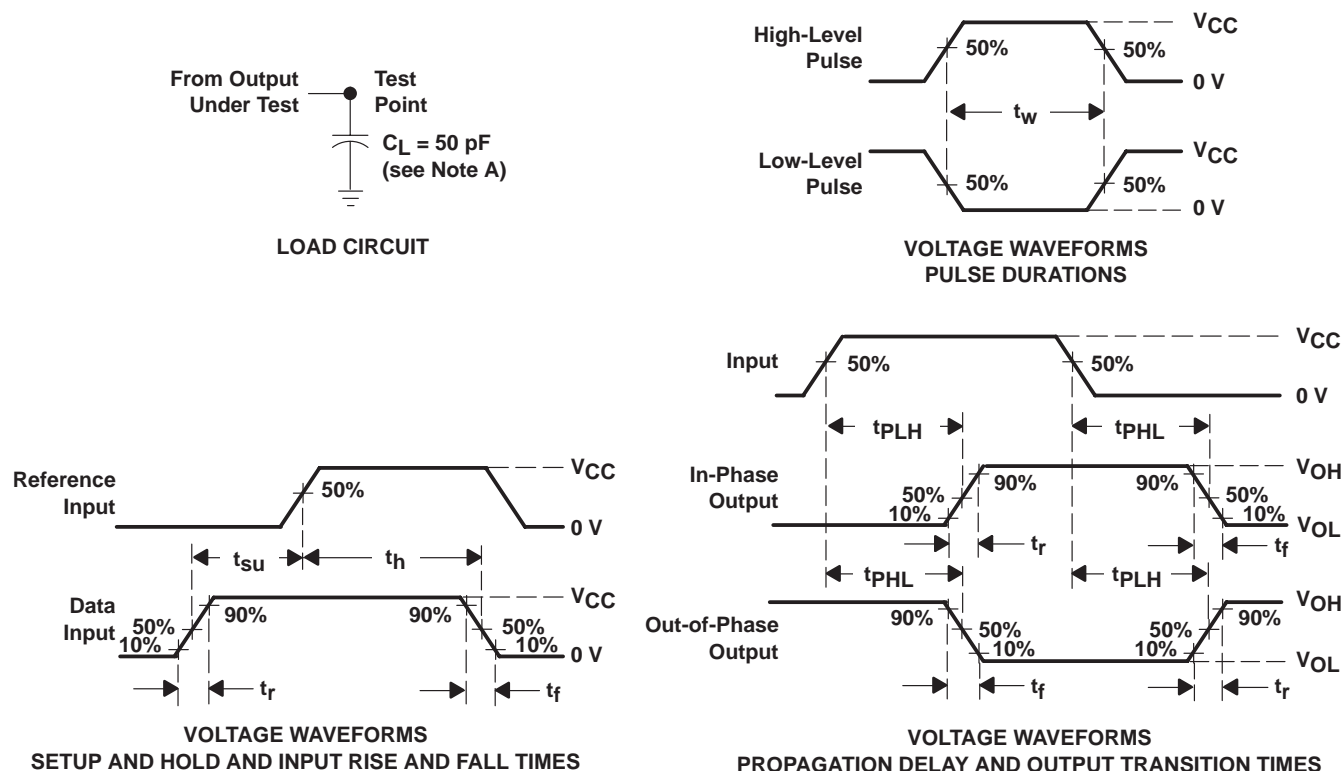 From Output
Under Test
Test
Point
CL = 50 pF
(see Note A)
LOAD CIRCUIT
High-Level
Pulse
50%
50%
VCC
0 V
tw
Low-Level
Pulse
50%
50%
VCC
0 V
VOLTAGE WAVEFORMS
PULSE DURATIONS
Reference
Input
50%
VCC
0 V
tsu
th
Data
Input
50%
10%
90%
90%
50%
10%
VCC
0 V
tr
tf
VOLTAGE WAVEFORMS
SETUP AND HOLD AND INPUT RISE AND FALL TIMES
Input
50%
50%
VCC
0 V
tPLH
tPHL
In-Phase
Output
50%
10%
90%
90%
50%
10%
VOH
VOL
tr
tf
tPHL
tPLH
Out-of-Phase
Output
90%
50%
10%
50%
10%
90%
VOH
VOL
tf
tr
VOLTAGE WAVEFORMS
PROPAGATION DELAY AND OUTPUT TRANSITION TIMES